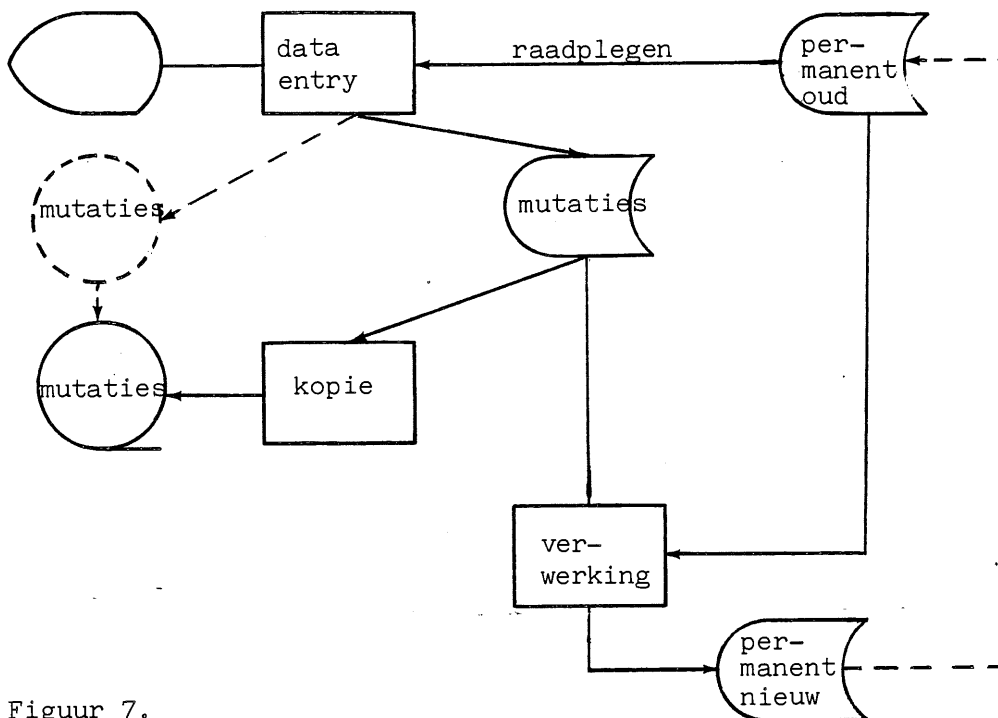 data
entry
raadplegen
per-
manent
oud
mutaties
mutaties
mutaties
kopie
ver-
werking
per-
manent
nieuw
Figuur 7.